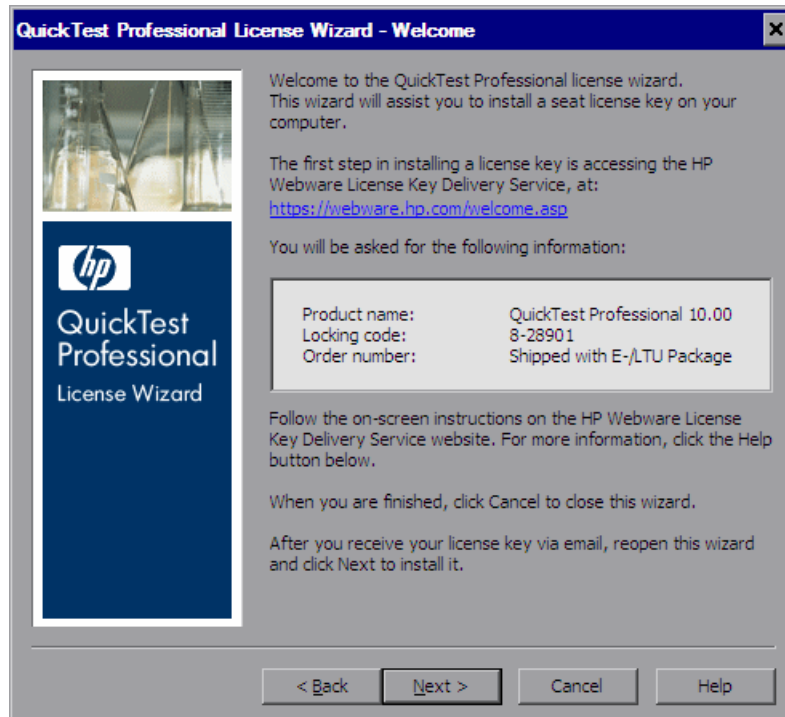 QuickTest Professional License Wizard - Welcome
Welcome to the QuickTest Professional license wizard.
This wizard will assist you to install a seat license key on your
computer.
The first step in installing a license key is accessing the HP
Webware License Key Delivery Service, at:
https://webware.hp.com/welcome.asp
You will be asked for the following information:
Product name: QuickTest Professional 10.00
Locking code: 8-28901
Order number: Shipped with E-/LTU Package
Follow the on-screen instructions on the HP Webware License
Key Delivery Service website. For more information, click the Help
button below.
When you are finished, click Cancel to close this wizard.
After you receive your license key via email, reopen this wizard
and click Next to install it.
hp
QuickTest
Professional
License Wizard
< Back Next > Cancel Help